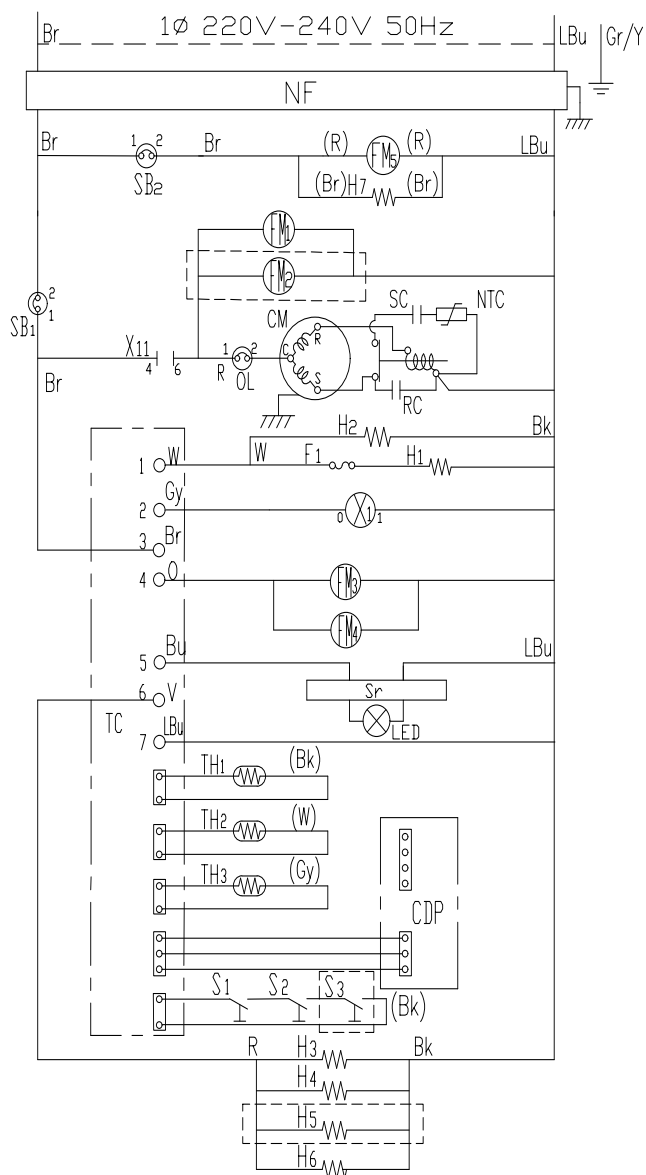 1Ø 220V-240V 50Hz
Br LBu Gr/Y
NF
Br 1 2 Br (R) FM5 (R) LBu
SB2 (Br) H7 (Br)
FM1
FM2
2
SB1 1
CM SC NTC
X11 R
4 6 R 1 2 C
OL S
Br RC
H2 Bk
1 W W F1 H1
Gy
2 0 X11 1
Br
3
4 O FM3
FM4
Bu LBu
5
6 V Sr
TC LED
LBu
7
TH1 (Bk)
TH2 (W)
TH3 (Gy)
CDP
S1 S2 S3
(Bk)
R H3 Bk
H4
H5
H6